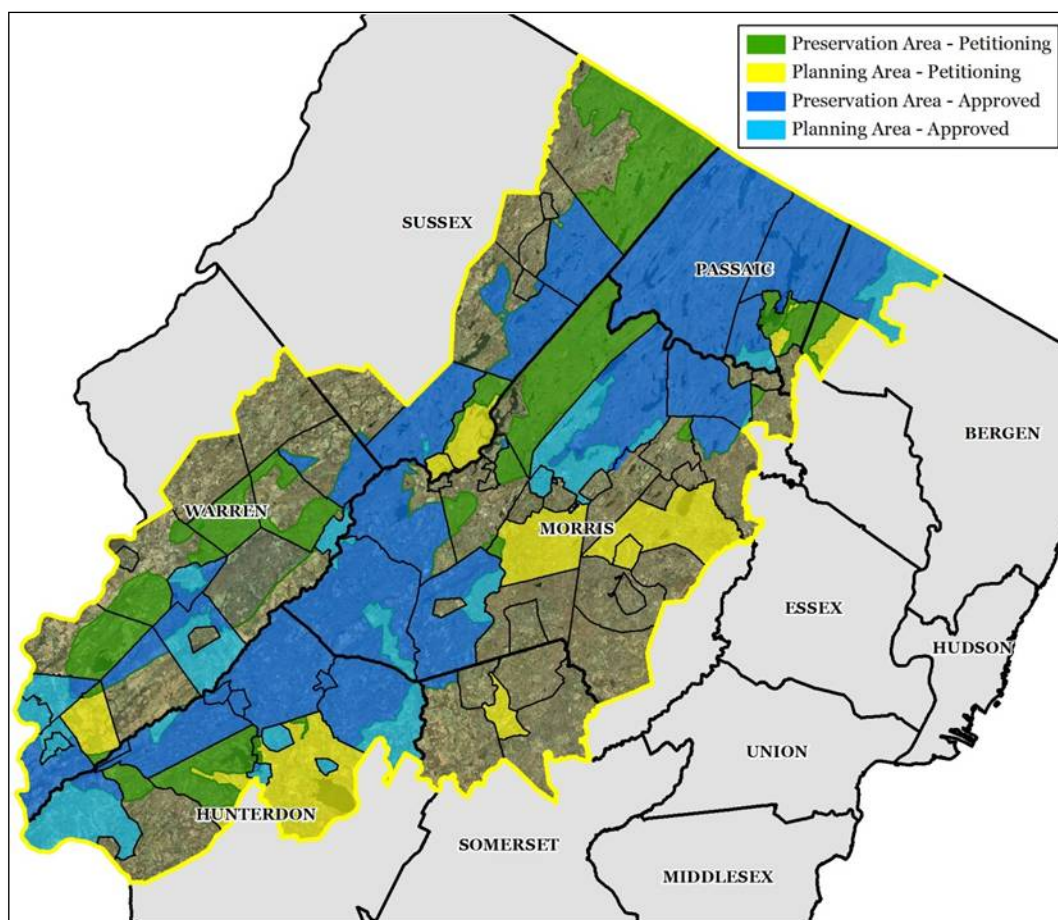 Preservation Area - Petitioning
Planning Area - Petitioning
Preservation Area - Approved
Planning Area - Approved
SUSSEX
PASSAIC
BERGEN
WARREN
MORRIS
ESSEX
HUDSON
UNION
HUNTERDON
SOMERSET
MIDDLESEX